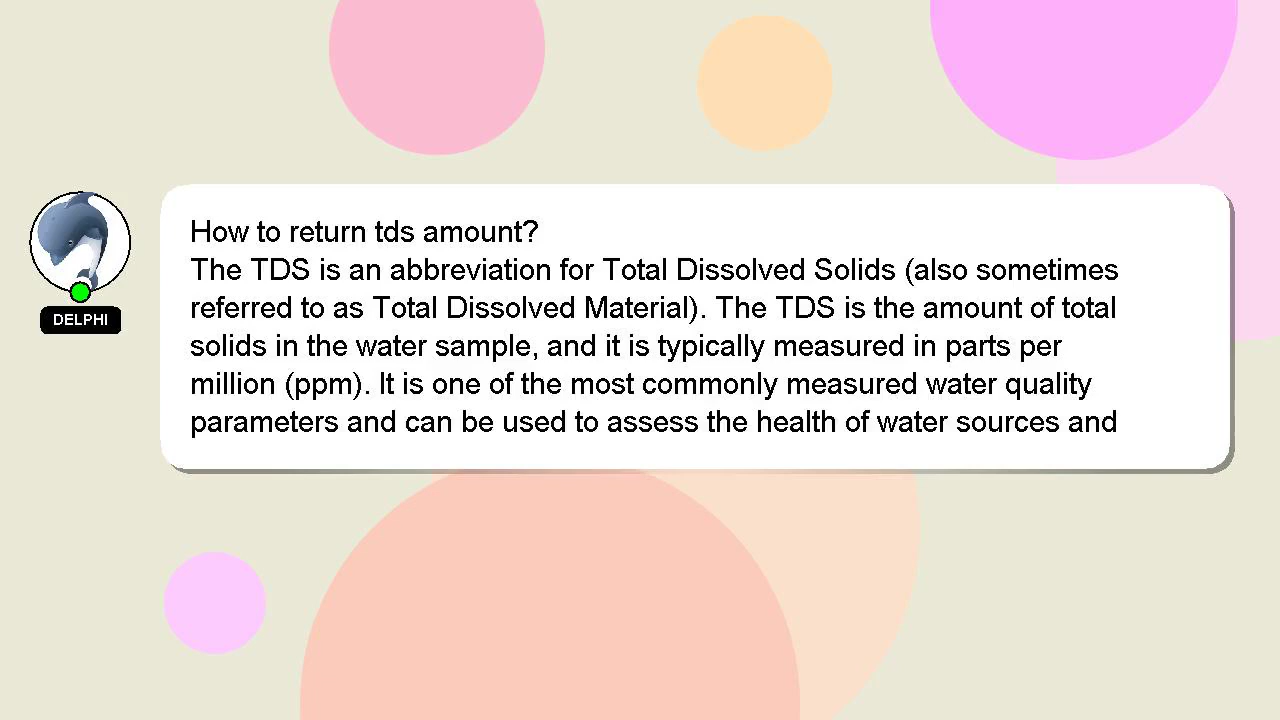 How to return tds amount?
The TDS is an abbreviation for Total Dissolved Solids (also sometimes
referred to as Total Dissolved Material). The TDS is the amount of total
solids in the water sample, and it is typically measured in parts per
million (ppm). It is one of the most commonly measured water quality
parameters and can be used to assess the health of water sources and
DELPHI